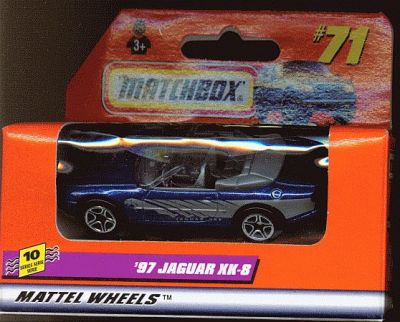 #71
3+
MATCHBOX
10
'97 JAGUAR XK-8
MATTEL WHEELS™